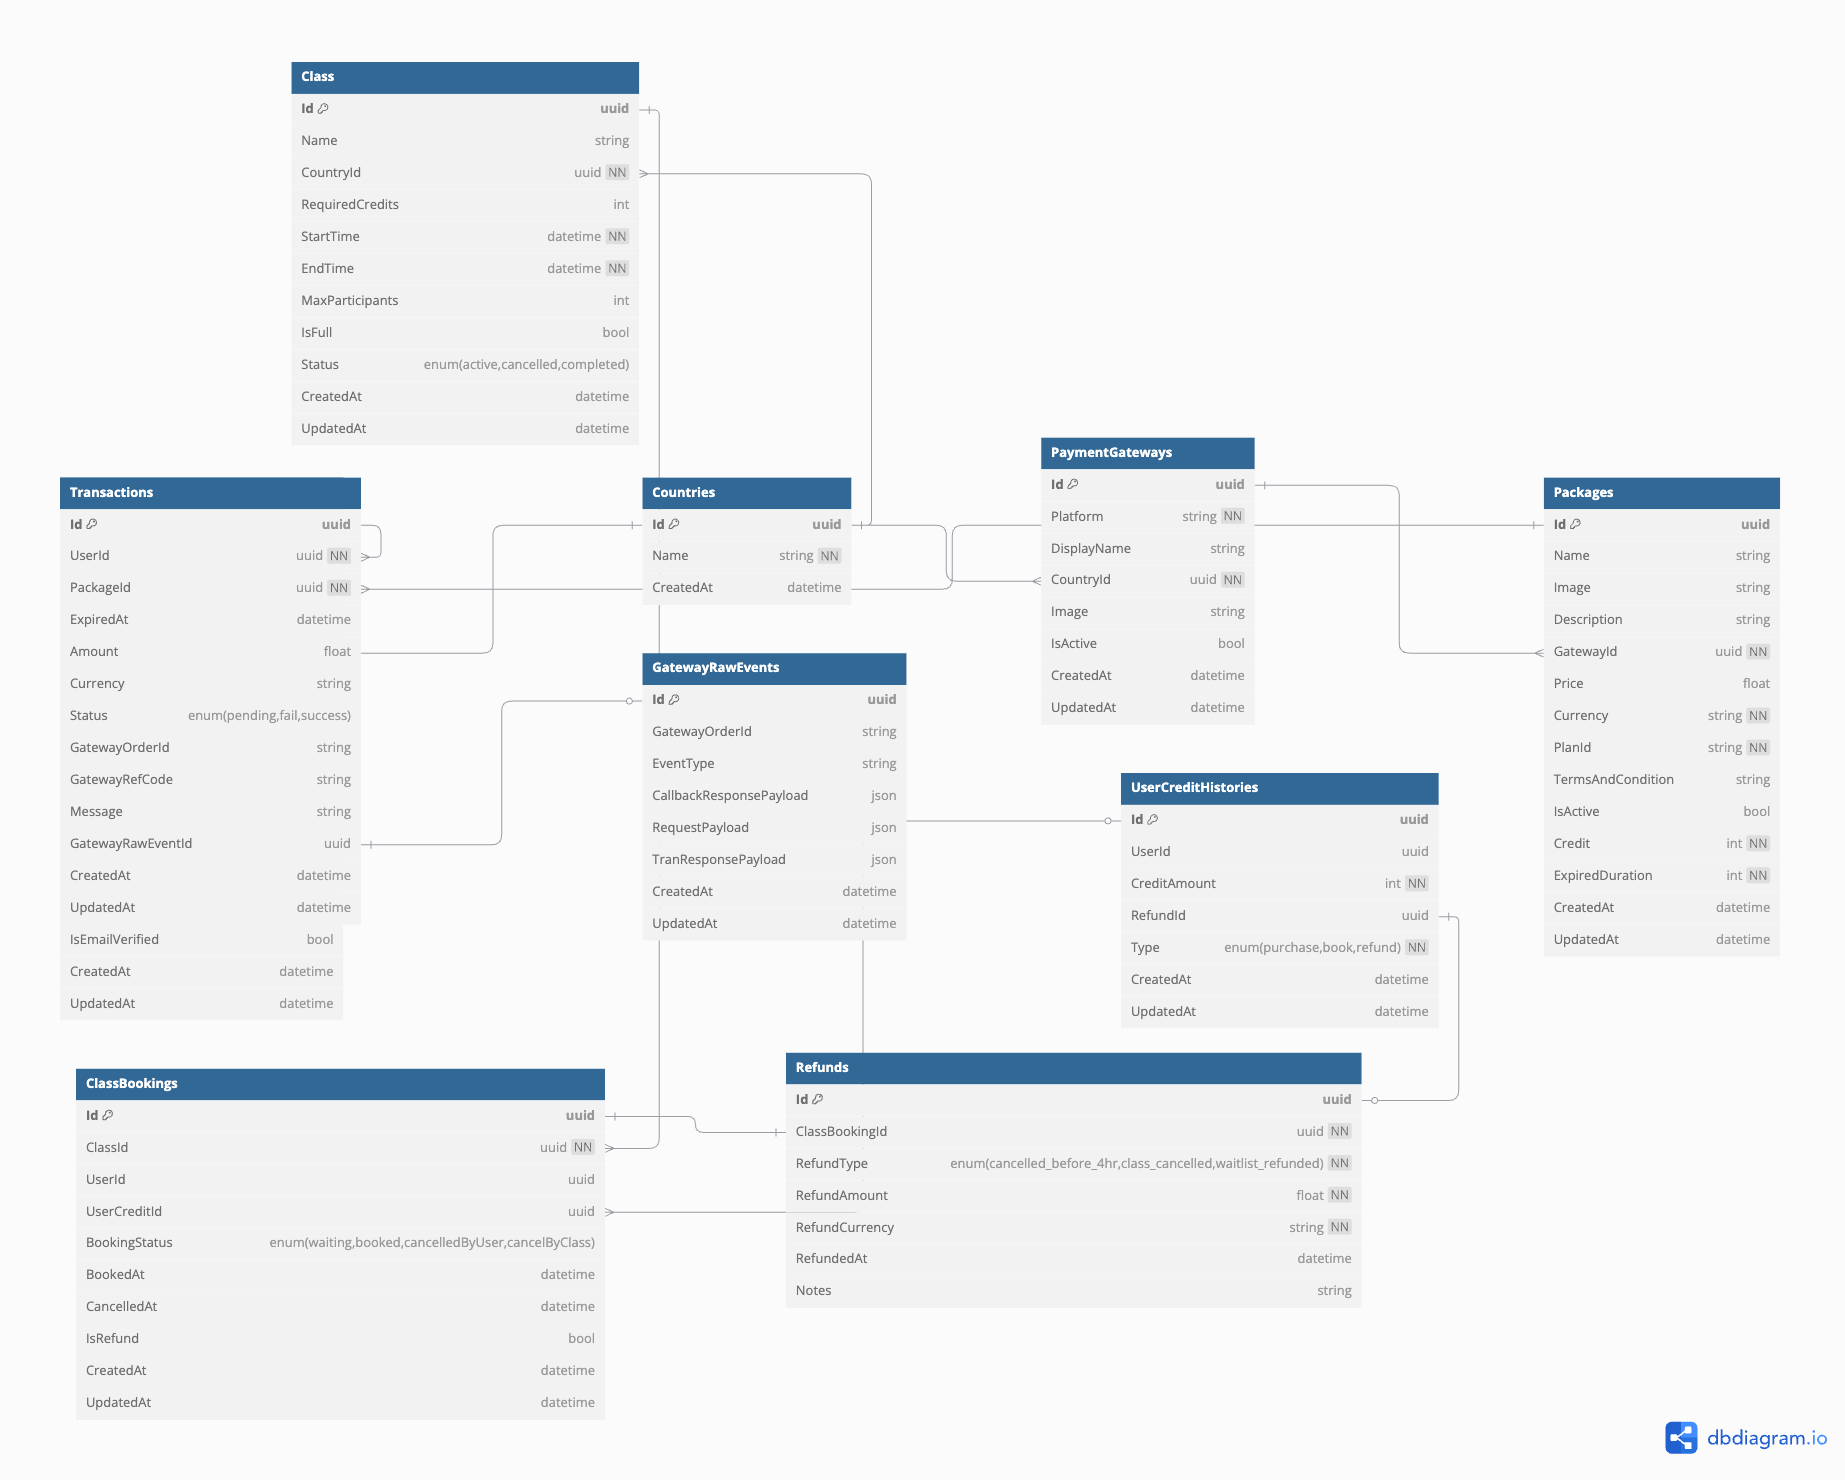 Class
Id uuid
Name string
CountryId uuid NN
RequiredCredits int
StartTime datetime NN
EndTime datetime NN
MaxParticipants int
IsFull bool
Status enum(active,cancelled,completed)
CreatedAt datetime
UpdatedAt datetime
Transactions
Id uuid
UserId uuid NN
PackageId uuid NN
ExpiredAt datetime
Amount float
Currency string
Status enum(pending,fail,success)
GatewayOrderId string
GatewayRefCode string
Message string
GatewayRawEventId uuid
CreatedAt datetime
UpdatedAt datetime
IsEmailVerified bool
CreatedAt datetime
UpdatedAt datetime
Countries
Id uuid
Name string NN
CreatedAt datetime
PaymentGateways
Id uuid
Platform string NN
DisplayName string
CountryId uuid NN
Image string
IsActive bool
CreatedAt datetime
UpdatedAt datetime
Packages
Id uuid
Name string
Image string
Description string
GatewayId uuid NN
Price float
Currency string NN
PlanId string NN
TermsAndCondition string
IsActive bool
Credit int NN
ExpiredDuration int NN
CreatedAt datetime
UpdatedAt datetime
GatewayRawEvents
Id uuid
GatewayOrderId string
EventType string
CallbackResponsePayload json
RequestPayload json
TranResponsePayload json
CreatedAt datetime
UpdatedAt datetime
UserCreditHistories
Id uuid
UserId uuid
CreditAmount int NN
RefundId uuid
Type enum(purchase,book,refund) NN
CreatedAt datetime
UpdatedAt datetime
ClassBookings
Id uuid
ClassId uuid NN
UserId uuid
UserCreditId uuid
BookingStatus enum(waiting,booked,cancelledByUser,cancelByClass)
BookedAt datetime
CancelledAt datetime
IsRefund bool
CreatedAt datetime
UpdatedAt datetime
Refunds
Id uuid
ClassBookingId uuid NN
RefundType enum(cancelled_before_4hr,class_cancelled,waitlist_refunded) NN
RefundAmount float NN
RefundCurrency string NN
RefundedAt datetime
Notes string
dbdiagram.io